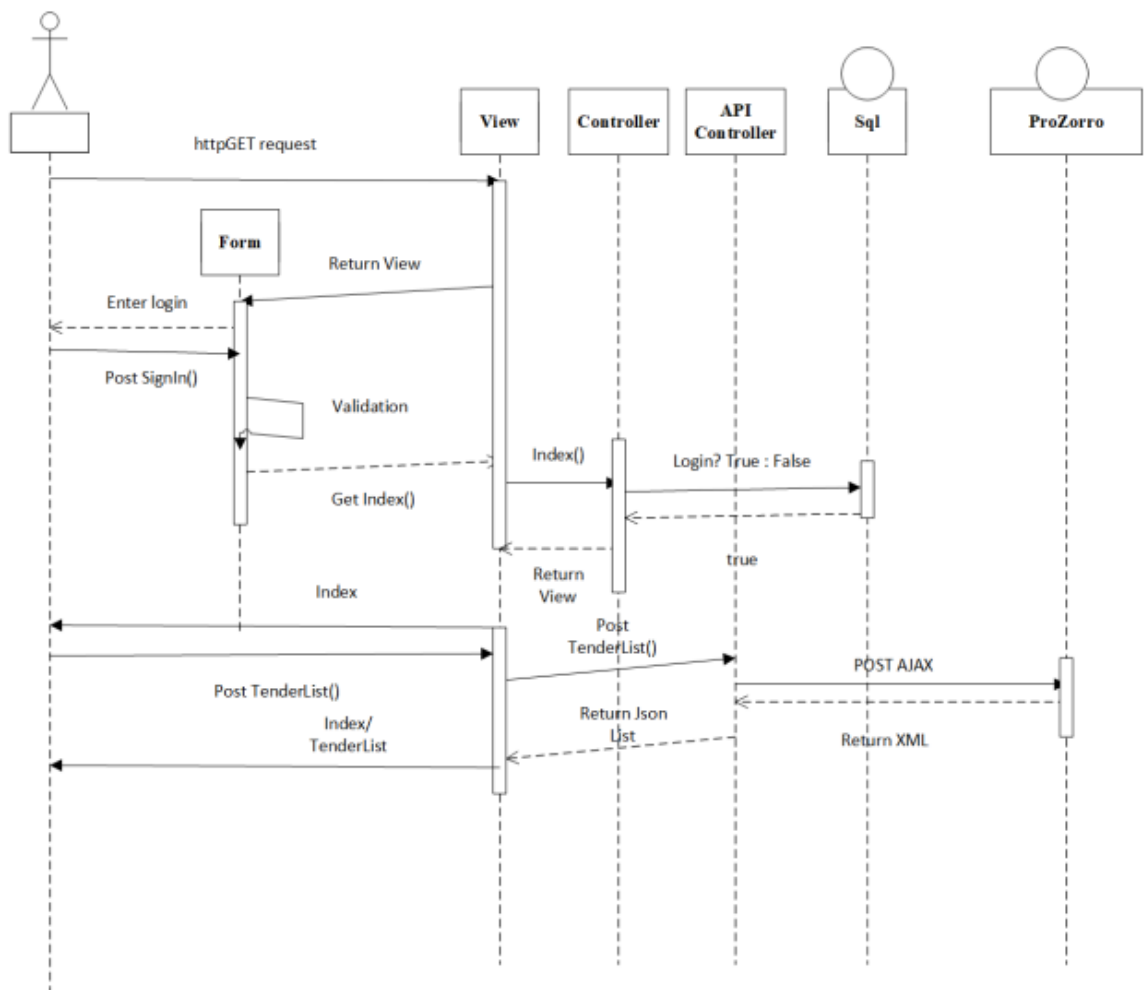 View
Controller
API
Controller
Sql
ProZorro
httpGET request
Form
Return View
Enter login
Post SignIn()
Validation
Index()
Login? True : False
Get Index()
true
Return
View
Index
Post
TenderList()
POST AJAX
Post TenderList()
Return Json
List
Index/
TenderList
Return XML